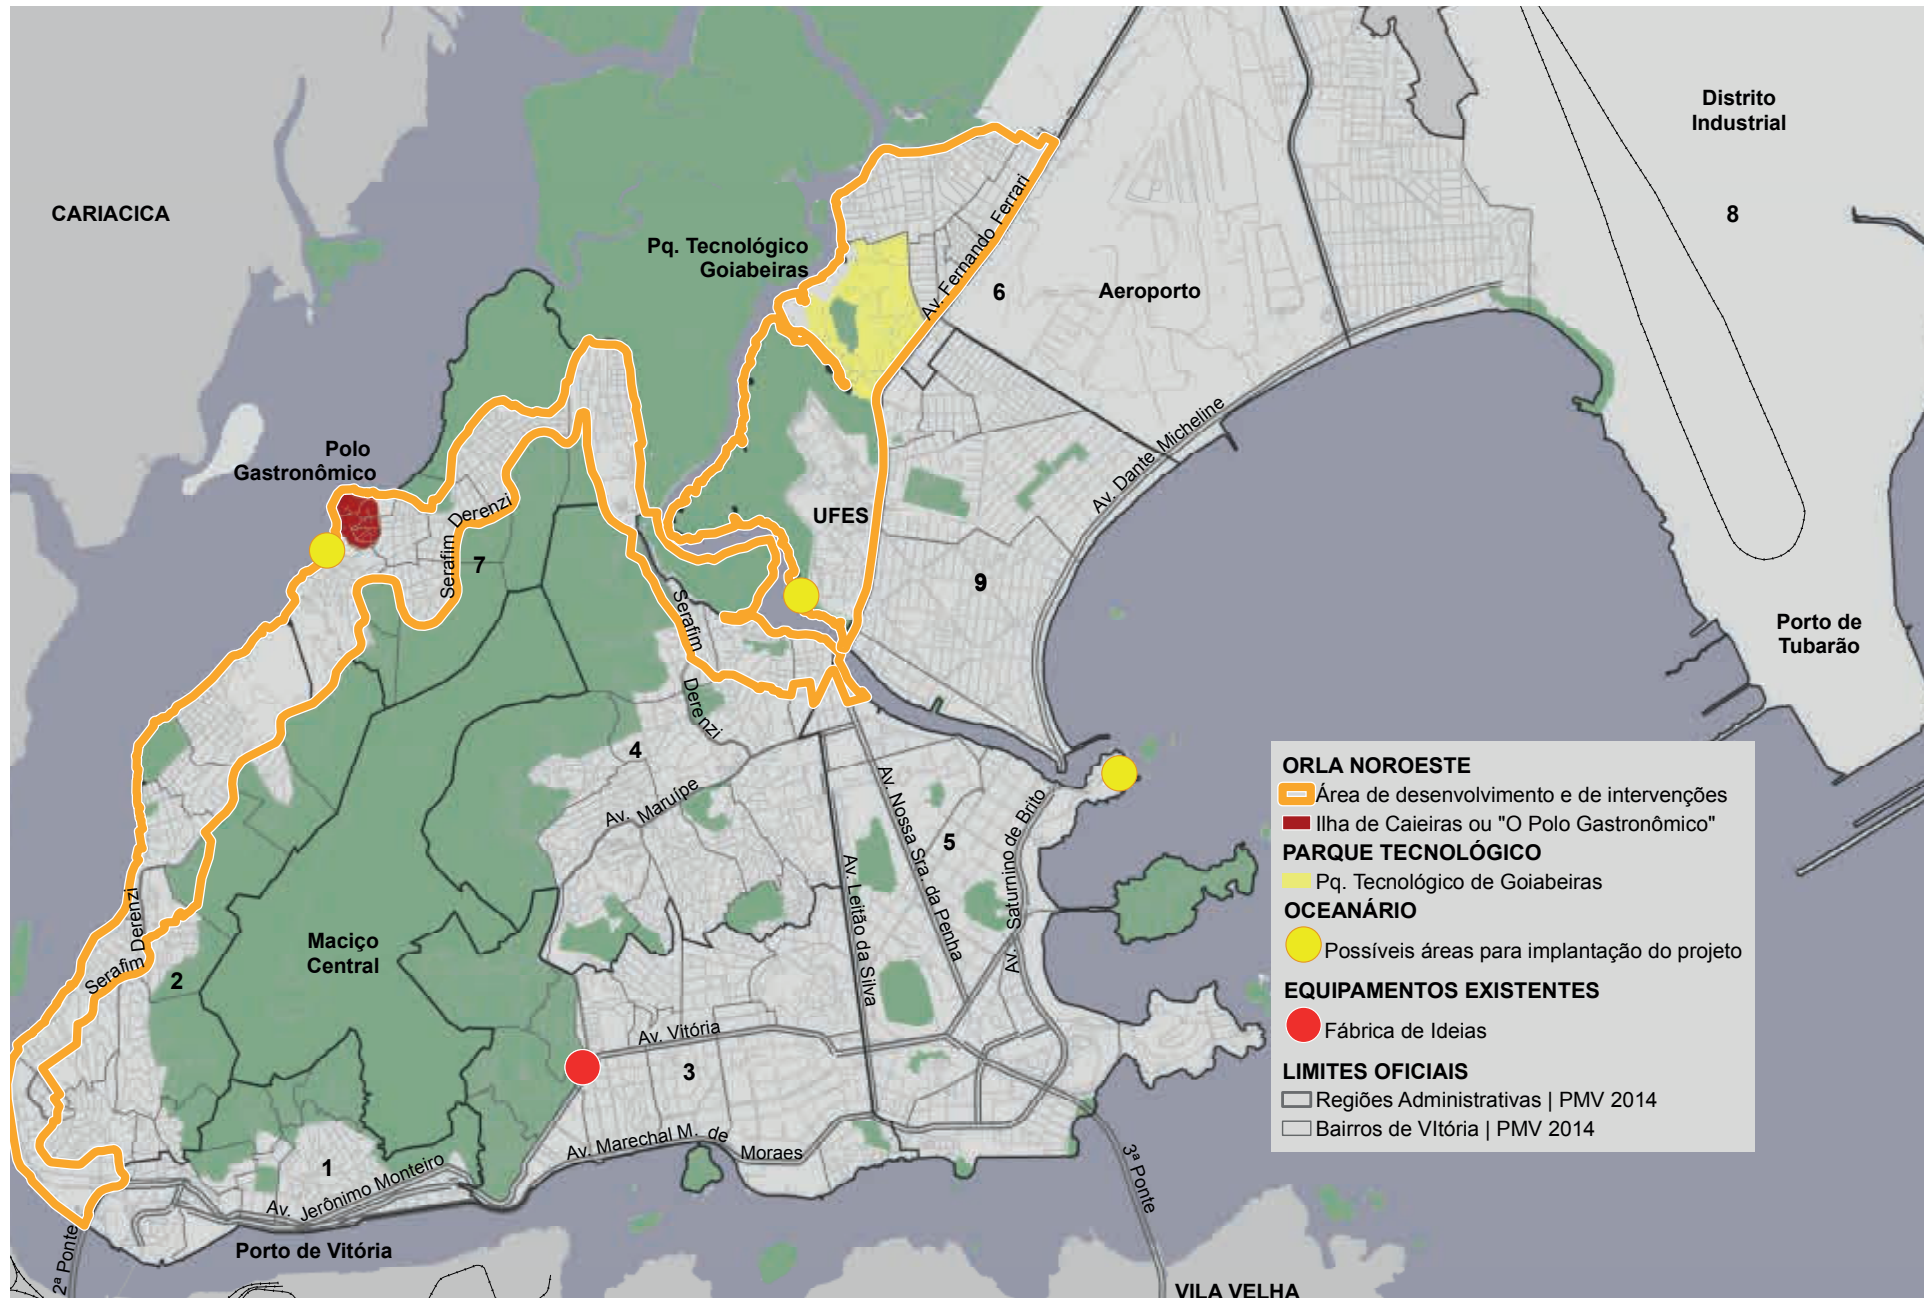 Distrito
Industrial
CARIACICA
8
Pq. Tecnológico
Goiabeiras
Av. Fernando Ferrari
6
Aeroporto
Av. Dante Micheline
Polo
Gastronômico
Serafim
Derenzi
7
UFES
9
Serafim
Derenzi
Porto de
Tubarão
4
Av. Maruípe
Av. Nossa Sra. da Penha
5
Av. Saturnino de Brito
Av. Leitão da Silva
Serafim
Derenzi
2
Maciço
Central
Av. Vitória
3
Av. Marechal M. de
Moraes
1
Av. Jerônimo Monteiro
3ª Ponte
2ª Ponte
Porto de Vitória
VILA VELHA
ORLA NOROESTE
Área de desenvolvimento e de intervenções
Ilha de Caieiras ou "O Polo Gastronômico"
PARQUE TECNOLÓGICO
Pq. Tecnológico de Goiabeiras
OCEANÁRIO
Possíveis áreas para implantação do projeto
EQUIPAMENTOS EXISTENTES
Fábrica de Ideias
LIMITES OFICIAIS
Regiões Administrativas | PMV 2014
Bairros de VItória | PMV 2014